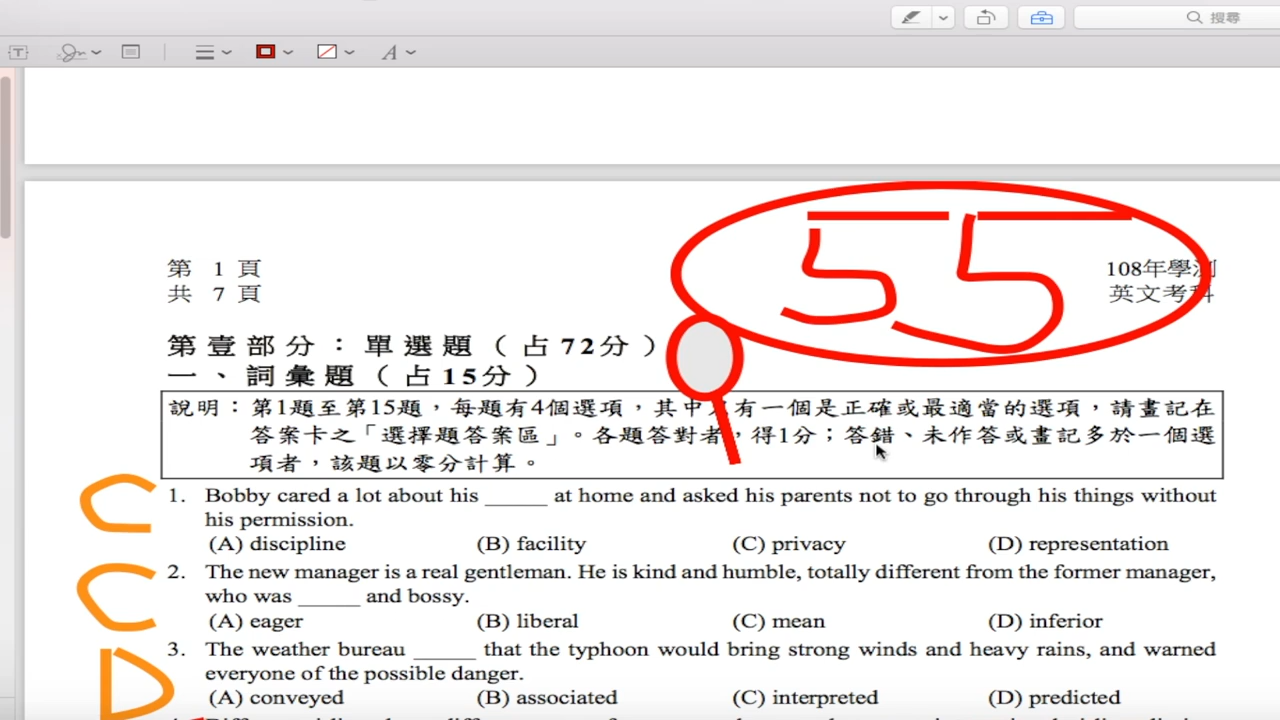 搜尋
T
A
55
第 1 頁
共 7 頁
108年學測
英文考科
第壹部分：單選題（占72分）
一、詞彙題（占15分）
說明：第1題至第15題，每題有4個選項，其中只有一個是正確或最適當的選項，請畫記在
答案卡之「選擇題答案區」。各題答對者，得1分；答錯、未作答或畫記多於一個選
項者，該題以零分計算。
C
1. Bobby cared a lot about his ______ at home and asked his parents not to go through his things without
his permission.
(A) discipline (B) facility (C) privacy (D) representation
C
2. The new manager is a real gentleman. He is kind and humble, totally different from the former manager,
who was ______ and bossy.
(A) eager (B) liberal (C) mean (D) inferior
D
3. The weather bureau ______ that the typhoon would bring strong winds and heavy rains, and warned
everyone of the possible danger.
(A) conveyed (B) associated (C) interpreted (D) predicted